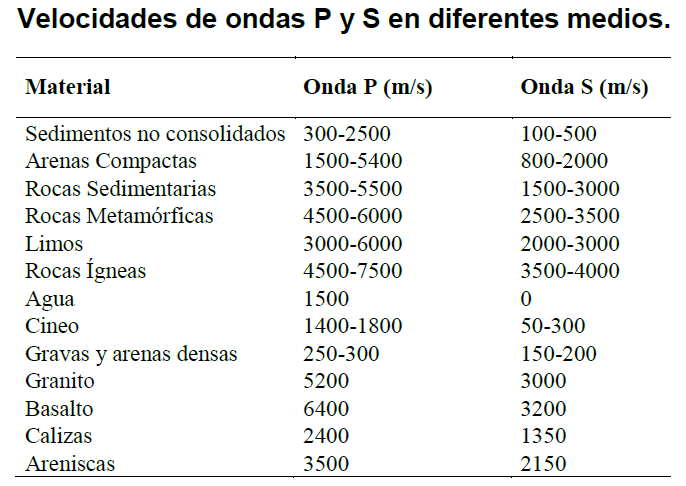 Velocidades de ondas P y S en diferentes medios.
Material Onda P (m/s) Onda S (m/s)
Sedimentos no consolidados 300-2500 100-500
Arenas Compactas 1500-5400 800-2000
Rocas Sedimentarias 3500-5500 1500-3000
Rocas Metamórficas 4500-6000 2500-3500
Limos 3000-6000 2000-3000
Rocas Ígneas 4500-7500 3500-4000
Agua 1500 0
Cineo 1400-1800 50-300
Gravas y arenas densas 250-300 150-200
Granito 5200 3000
Basalto 6400 3200
Calizas 2400 1350
Areniscas 3500 2150